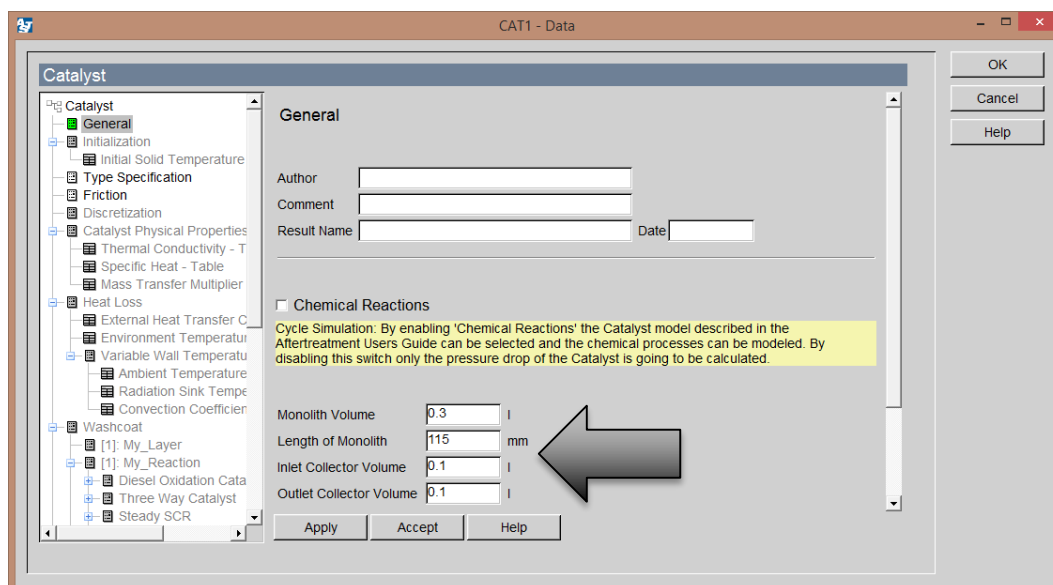 CAT1 - Data
OK
Cancel
Help
Catalyst
Catalyst
General
Initialization
Initial Solid Temperature
Type Specification
Friction
Discretization
Catalyst Physical Properties
Thermal Conductivity - T
Specific Heat - Table
Mass Transfer Multiplier
Heat Loss
External Heat Transfer C
Environment Temperatur
Variable Wall Temperatu
Ambient Temperature
Radiation Sink Tempe
Convection Coefficien
Washcoat
[1]: My_Layer
[1]: My_Reaction
Diesel Oxidation Cata
Three Way Catalyst
Steady SCR
General
Author
Comment
Result Name Date
Chemical Reactions
Cycle Simulation: By enabling 'Chemical Reactions' the Catalyst model described in the
Aftertreatment Users Guide can be selected and the chemical processes can be modeled. By
disabling this switch only the pressure drop of the Catalyst is going to be calculated.
Monolith Volume 0.3 l
Length of Monolith 115 mm
Inlet Collector Volume 0.1 l
Outlet Collector Volume 0.1 l
Apply Accept Help